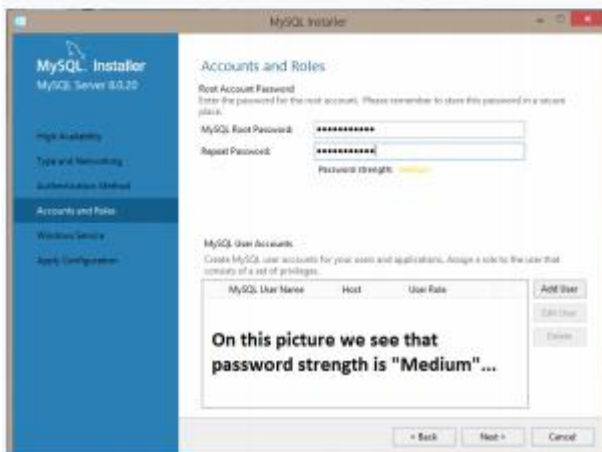 MySQL Installer
MySQL. Installer
MySQL Server 8.0.20
High Availability
Type and Networking
Authentication Method
Accounts and Roles
Windows Service
Apply Configuration
Accounts and Roles
Root Account Password
Enter the password for the root account. Please remember to store this password in a secure
place.
MySQL Root Password:
Repeat Password:
Password strength: Medium
MySQL User Accounts
Create MySQL user accounts for your users and applications. Assign a role to the user that
consists of a set of privileges.
MySQL User Name Host User Role
Add User
Edit User
Delete
On this picture we see that
password strength is "Medium"...
< Back Next > Cancel